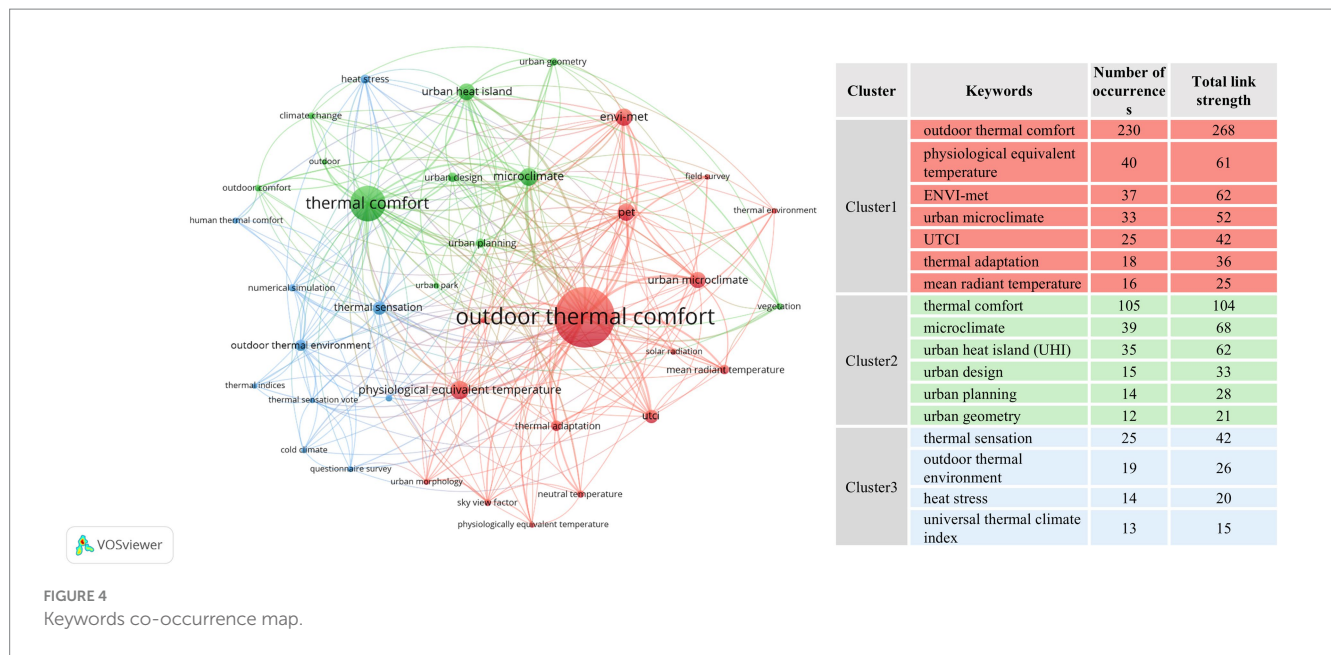 urban geometry
heat stress
urban heat island
envi-met
climate change
outdoor
urban design
microclimate
field survey
outdoor comfort
thermal comfort
pet
thermal environment
human thermal comfort
urban planning
urban microclimate
numerical simulation
urban park
thermal sensation
vegetation
outdoor thermal comfort
outdoor thermal environment
solar radiation
mean radiant temperature
thermal indices
physiological equivalent temperature
thermal sensation vote
utci
thermal adaptation
cold climate
questionnaire survey
urban morphology
neutral temperature
sky view factor
physiologically equivalent temperature
VOSviewer
Cluster Keywords Number of occurrence s Total link strength
Cluster1
outdoor thermal comfort 230 268
physiological equivalent temperature 40 61
ENVI-met 37 62
urban microclimate 33 52
UTCI 25 42
thermal adaptation 18 36
mean radiant temperature 16 25
Cluster2
thermal comfort 105 104
microclimate 39 68
urban heat island (UHI) 35 62
urban design 15 33
urban planning 14 28
urban geometry 12 21
Cluster3
thermal sensation 25 42
outdoor thermal environment 19 26
heat stress 14 20
universal thermal climate index 13 15
FIGURE 4
Keywords co-occurrence map.